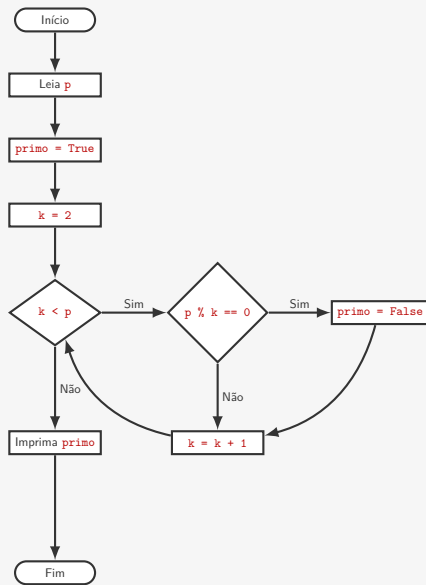 Início
Leia p
primo = True
k = 2
k < p
Sim
p % k == 0
Sim
primo = False
Não
Não
Imprima primo
k = k + 1
Fim